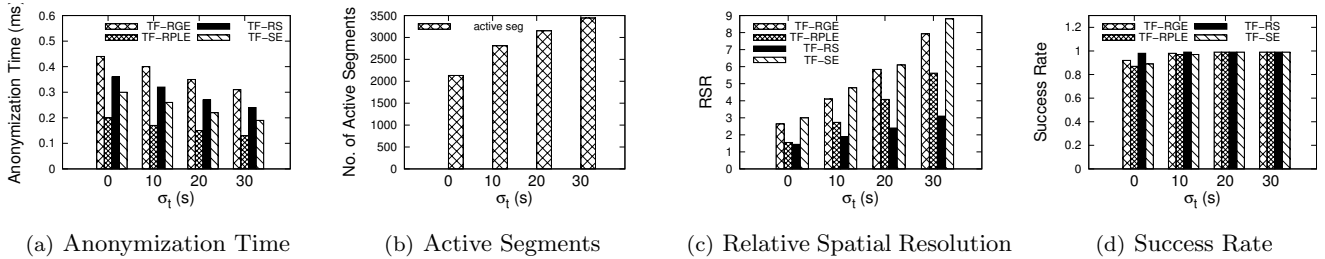 Anonymization Time (ms)
0.6
0.5
0.4
0.3
0.2
0.1
0
TF-RGE
TF-RPLE
TF-RS
TF-SE
0 10 20 30
σt (s)
(a) Anonymization Time
No. of Active Segments
3500
3000
2500
2000
1500
1000
500
0
active seg
0 10 20 30
σt (s)
(b) Active Segments
RSR
9
8
7
6
5
4
3
2
1
0
TF-RGE
TF-RPLE
TF-RS
TF-SE
0 10 20 30
σt (s)
(c) Relative Spatial Resolution
Success Rate
1.2
1
0.8
0.6
0.4
0.2
0
TF-RGE
TF-RPLE
TF-RS
TF-SE
0 10 20 30
σt (s)
(d) Success Rate